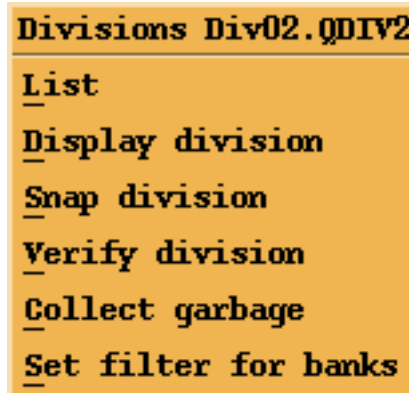 Divisions Div02.QDIV2
List
Display division
Snap division
Verify division
Collect garbage
Set filter for banks